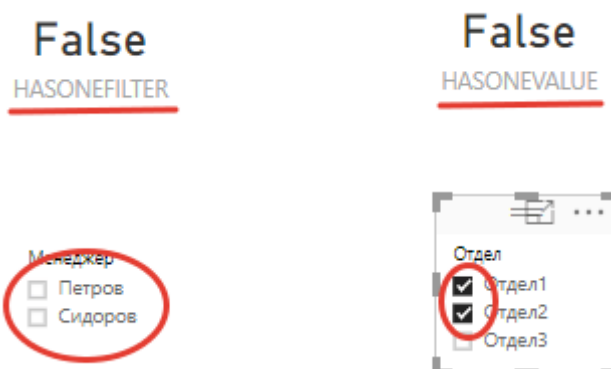 False
HASONEFILTER
False
HASONEVALUE
Менеджер
Петров
Сидоров
Отдел
Отдел1
Отдел2
Отдел3